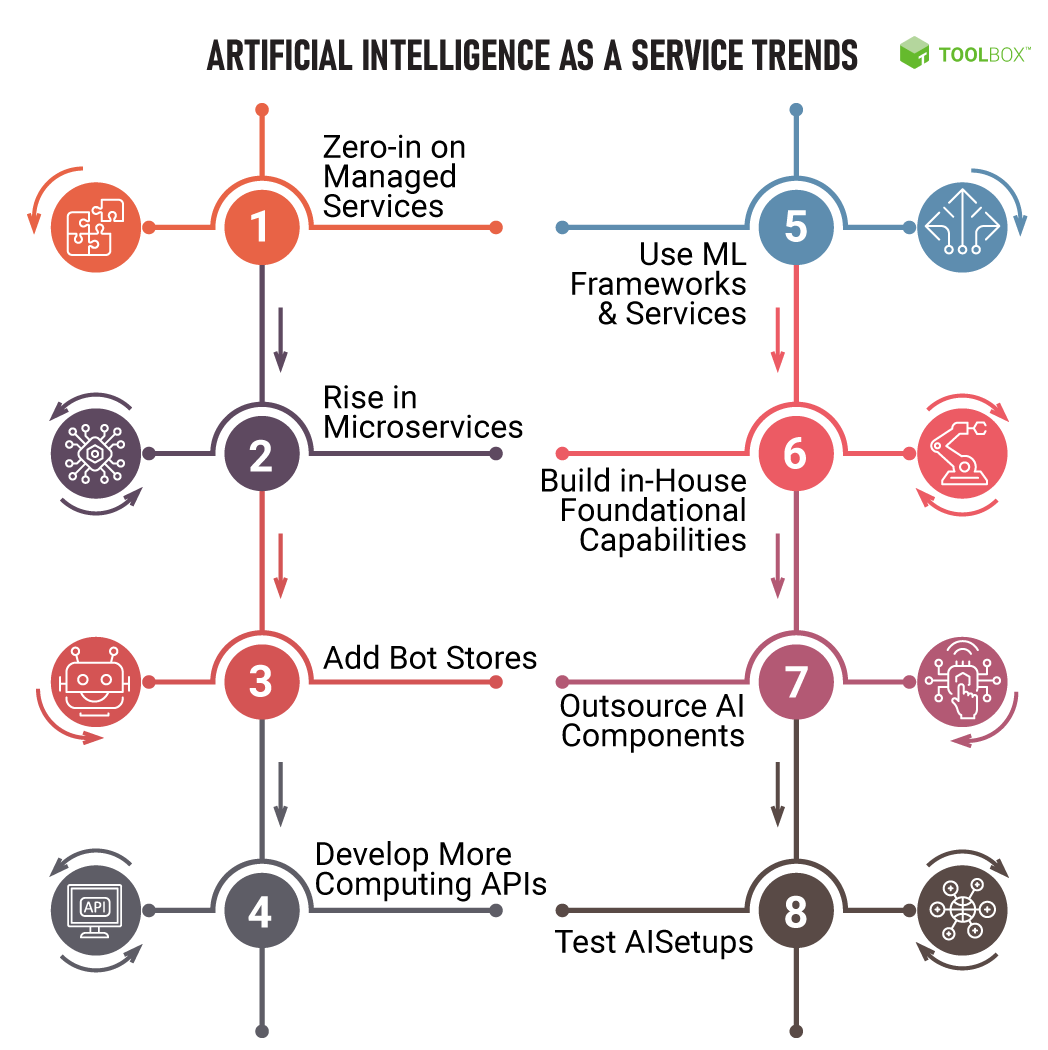 ARTIFICIAL INTELLIGENCE AS A SERVICE TRENDS
TOOLBOX™
1
Zero-in on
Managed
Services
2
Rise in
Microservices
3
Add Bot Stores
4
Develop More
Computing APIs
API
5
Use ML
Frameworks
& Services
6
Build in-House
Foundational
Capabilities
7
Outsource AI
Components
8
Test AISetups